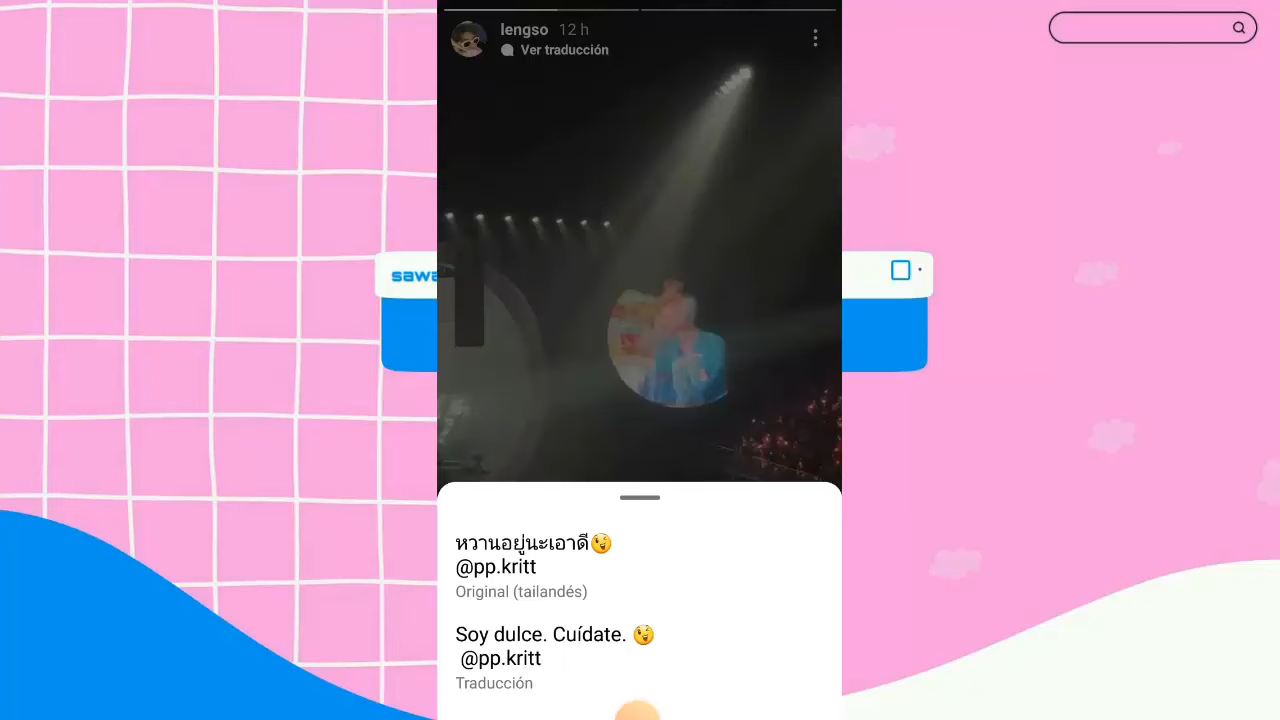 lengso 12 h
Ver traducción
sawa
หวานอยู่นะเอาดี😉
@pp.kritt
Original (tailandés)
Soy dulce. Cuídate. 😉
@pp.kritt
Traducción